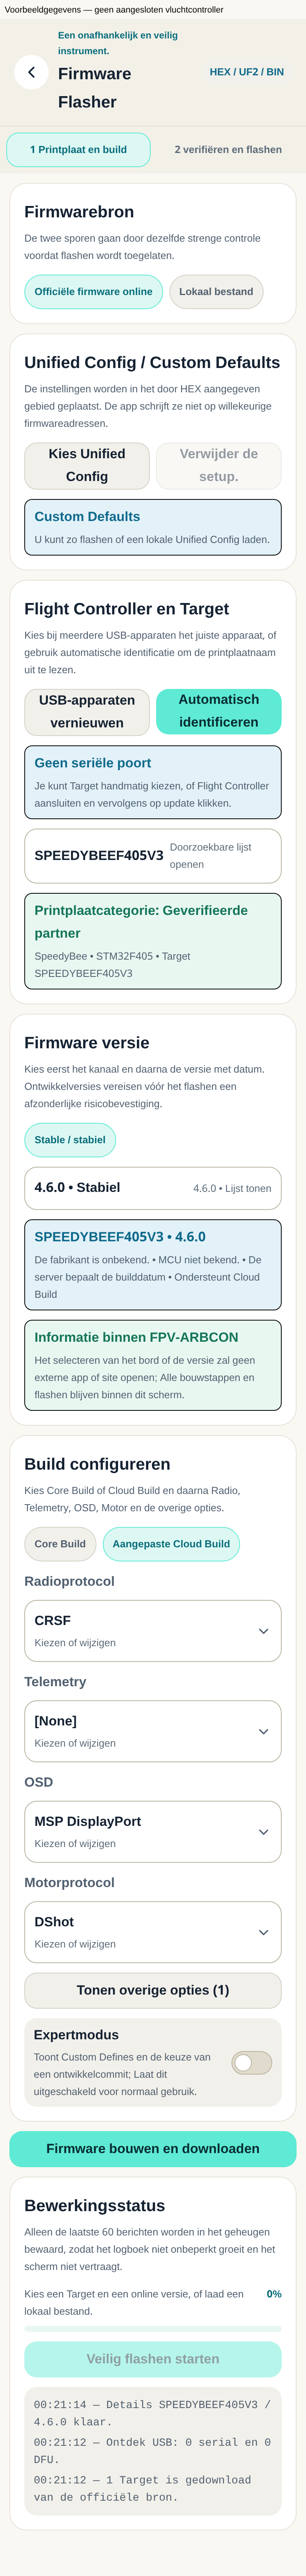 Voorbeeldgegevens — geen aangesloten vluchtcontroller
Een onafhankelijk en veilig
instrument.
Firmware
Flasher
HEX / UF2 / BIN
1 Printplaat en build
2 verifiëren en flashen
Firmwarebron
De twee sporen gaan door dezelfde strenge controle
voordat flashen wordt toegelaten.
Officiële firmware online
Lokaal bestand
Unified Config / Custom Defaults
De instellingen worden in het door HEX aangegeven
gebied geplaatst. De app schrijft ze niet op willekeurige
firmwareadressen.
Kies Unified
Config
Verwijder de
setup.
Custom Defaults
U kunt zo flashen of een lokale Unified Config laden.
Flight Controller en Target
Kies bij meerdere USB-apparaten het juiste apparaat, of
gebruik automatische identificatie om de printplaatnaam
uit te lezen.
USB-apparaten
vernieuwen
Automatisch
identificeren
Geen seriële poort
Je kunt Target handmatig kiezen, of Flight Controller
aansluiten en vervolgens op update klikken.
SPEEDYBEEF405V3
Doorzoekbare lijst
openen
Printplaatcategorie: Geverifieerde
partner
SpeedyBee • STM32F405 • Target
SPEEDYBEEF405V3
Firmware versie
Kies eerst het kanaal en daarna de versie met datum.
Ontwikkelversies vereisen vóór het flashen een
afzonderlijke risicobevestiging.
Stable / stabiel
4.6.0 • Stabiel
4.6.0 • Lijst tonen
SPEEDYBEEF405V3 • 4.6.0
De fabrikant is onbekend. • MCU niet bekend. • De
server bepaalt de builddatum • Ondersteunt Cloud
Build
Informatie binnen FPV-ARBCON
Het selecteren van het bord of de versie zal geen
externe app of site openen; Alle bouwstappen en
flashen blijven binnen dit scherm.
Build configureren
Kies Core Build of Cloud Build en daarna Radio,
Telemetry, OSD, Motor en de overige opties.
Core Build
Aangepaste Cloud Build
Radioprotocol
CRSF
Kiezen of wijzigen
Telemetry
[None]
Kiezen of wijzigen
OSD
MSP DisplayPort
Kiezen of wijzigen
Motorprotocol
DShot
Kiezen of wijzigen
Tonen overige opties (1)
Expertmodus
Toont Custom Defines en de keuze van
een ontwikkelcommit; Laat dit
uitgeschakeld voor normaal gebruik.
Firmware bouwen en downloaden
Bewerkingsstatus
Alleen de laatste 60 berichten worden in het geheugen
bewaard, zodat het logboek niet onbeperkt groeit en het
scherm niet vertraagt.
Kies een Target en een online versie, of laad een
lokaal bestand.
0%
Veilig flashen starten
00:21:14 — Details SPEEDYBEEF405V3 /
4.6.0 klaar.
00:21:12 — Ontdek USB: 0 serial en 0
DFU.
00:21:12 — 1 Target is gedownload
van de officiële bron.